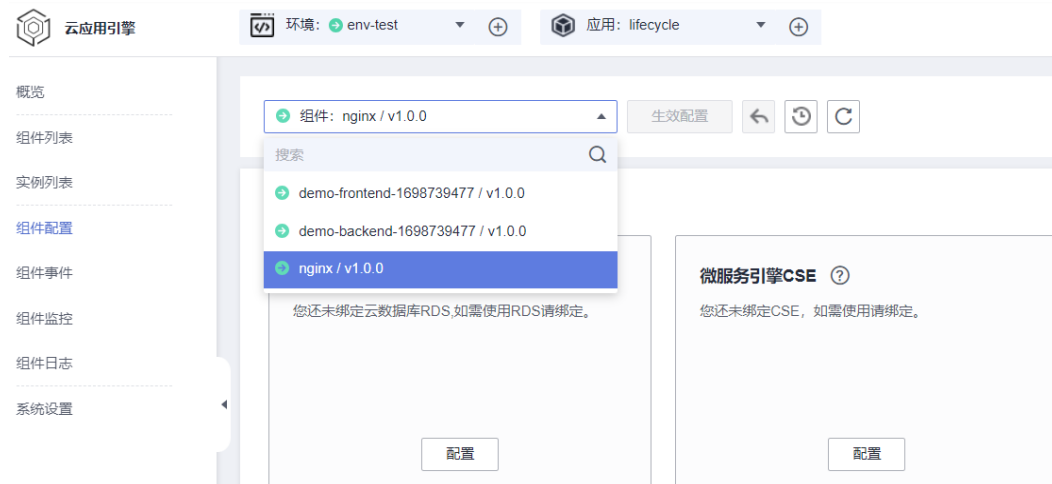 云应用引擎
环境: env-test
应用: lifecycle
概览
组件列表
实例列表
组件配置
组件事件
组件监控
组件日志
系统设置
组件: nginx / v1.0.0
生效配置
搜索
demo-frontend-1698739477 / v1.0.0
demo-backend-1698739477 / v1.0.0
nginx / v1.0.0
您还未绑定云数据库RDS,如需使用RDS请绑定。
配置
微服务引擎CSE ?
您还未绑定CSE，如需使用请绑定。
配置